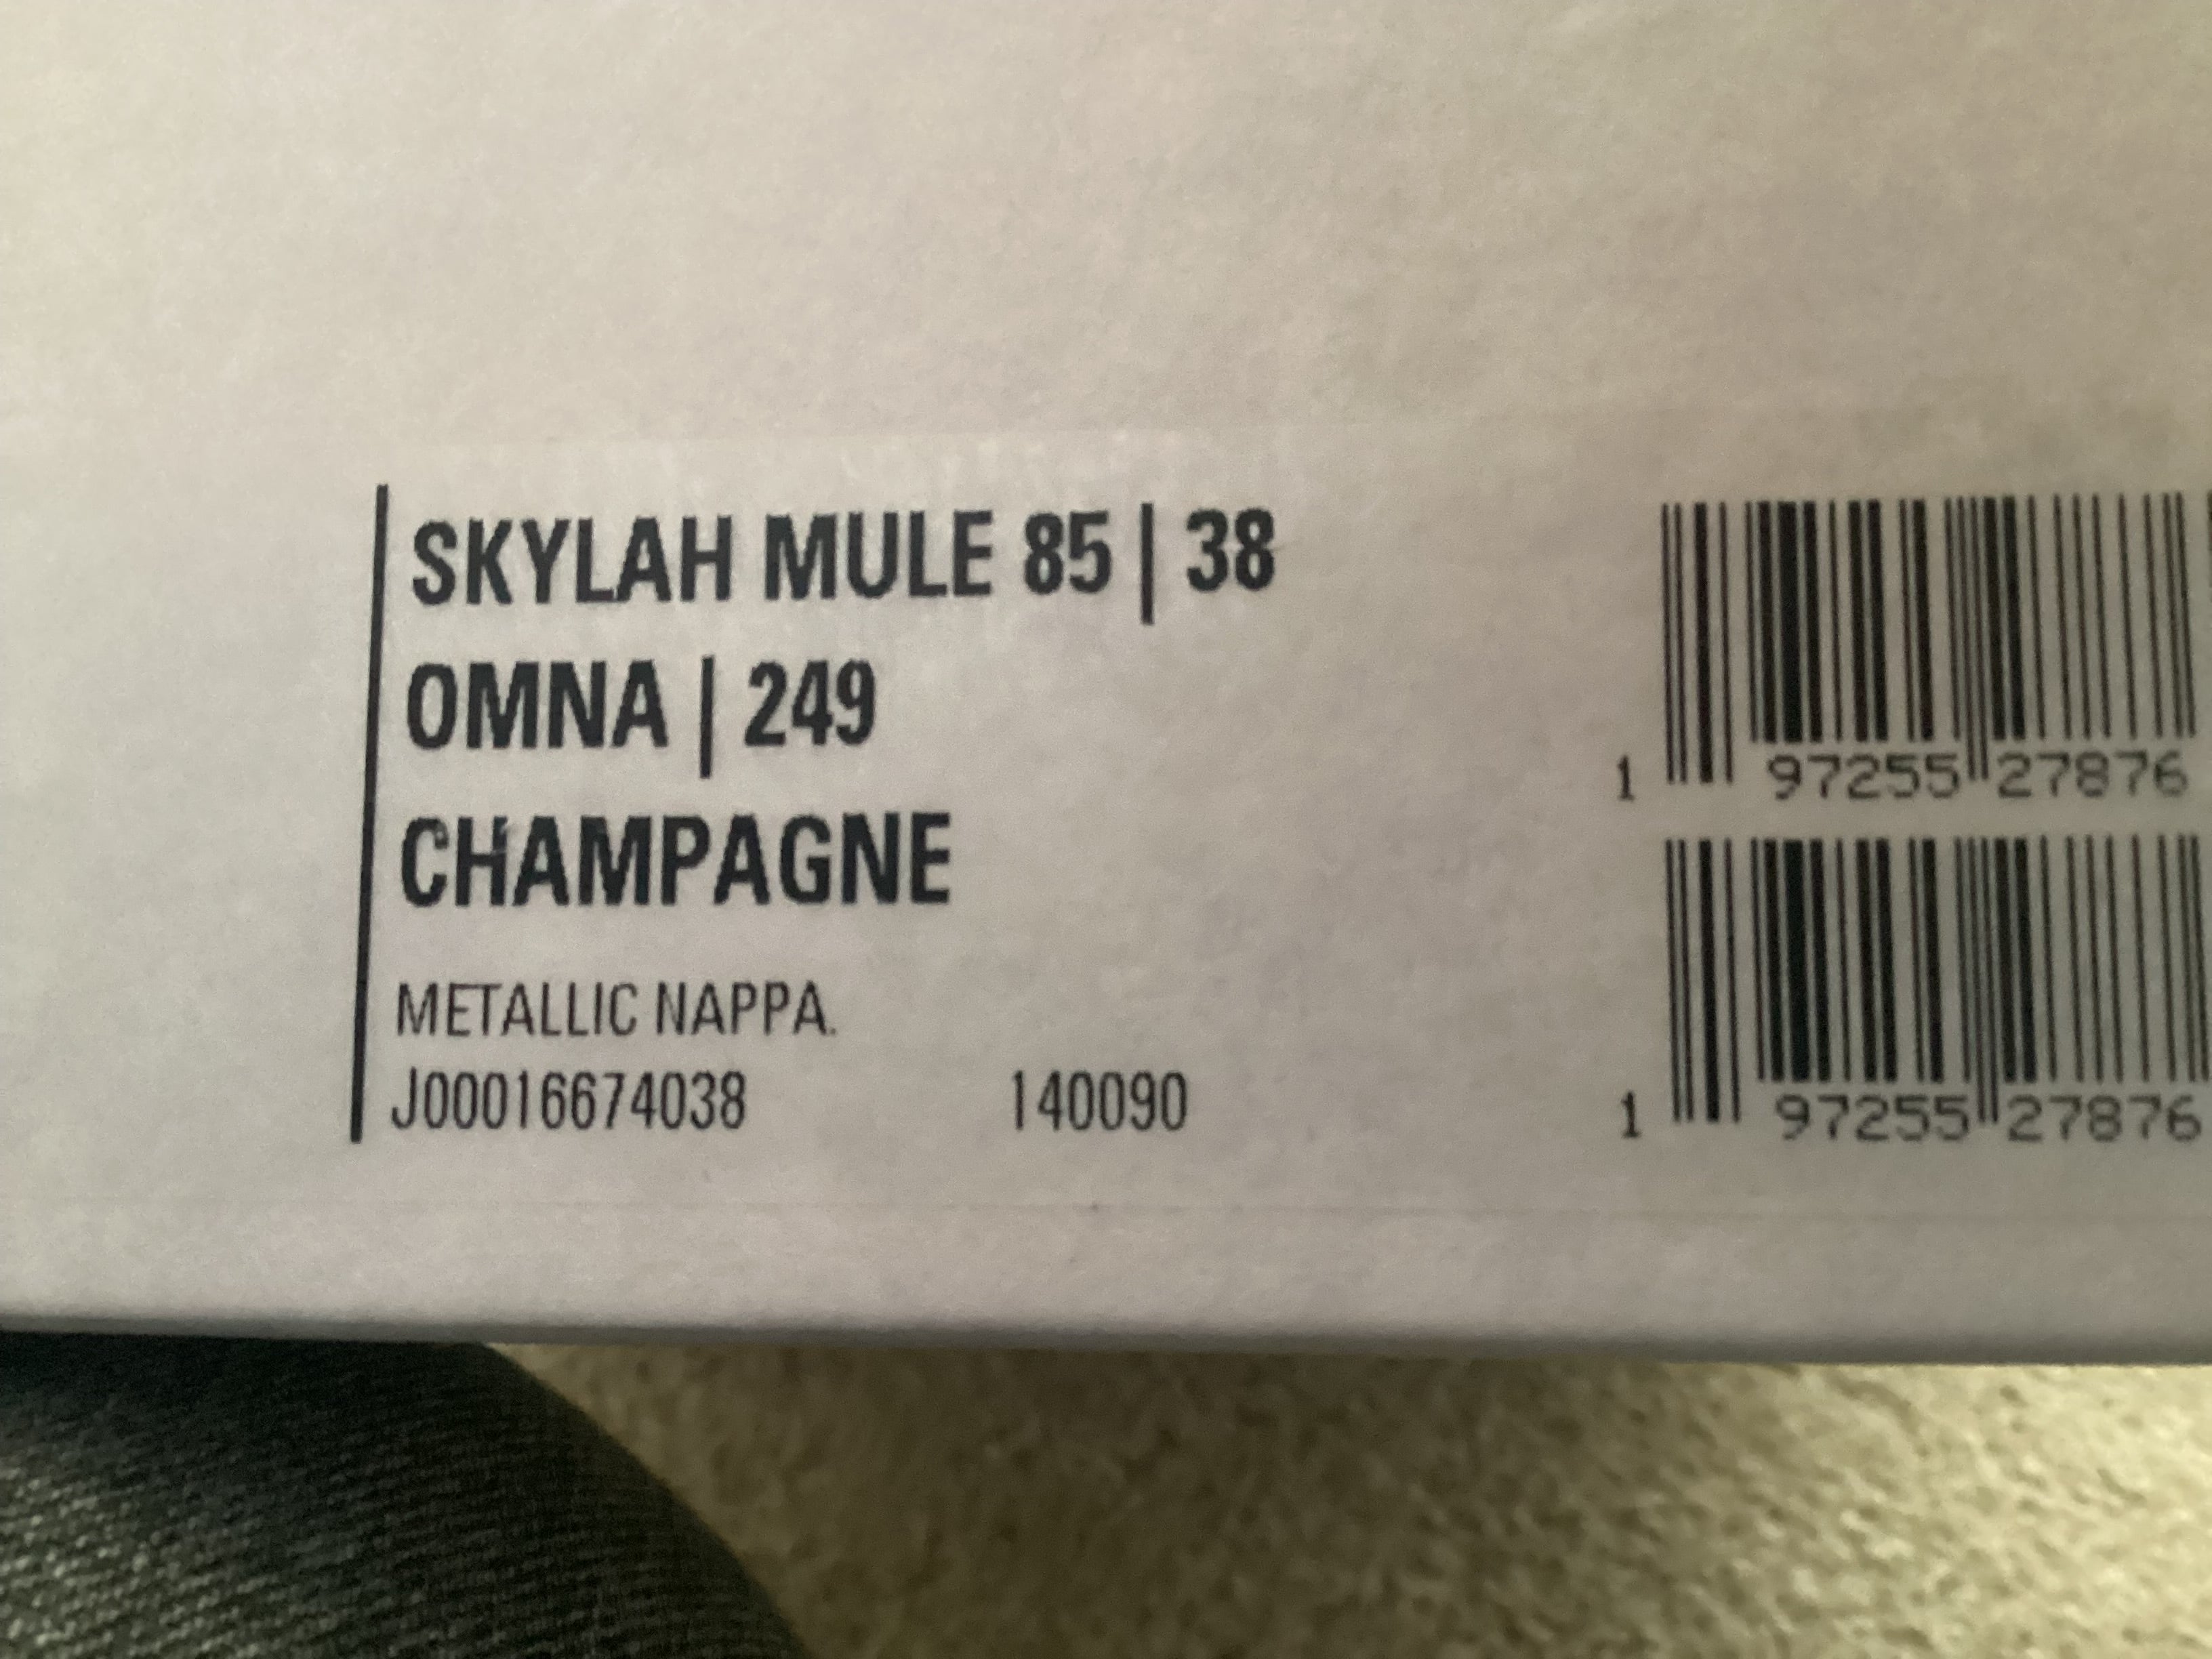 SKYLAH MULE 85 | 38
OMNA | 249
CHAMPAGNE
METALLIC NAPPA.
J00016674038 140090
1 97255 27876
1 97255 27876